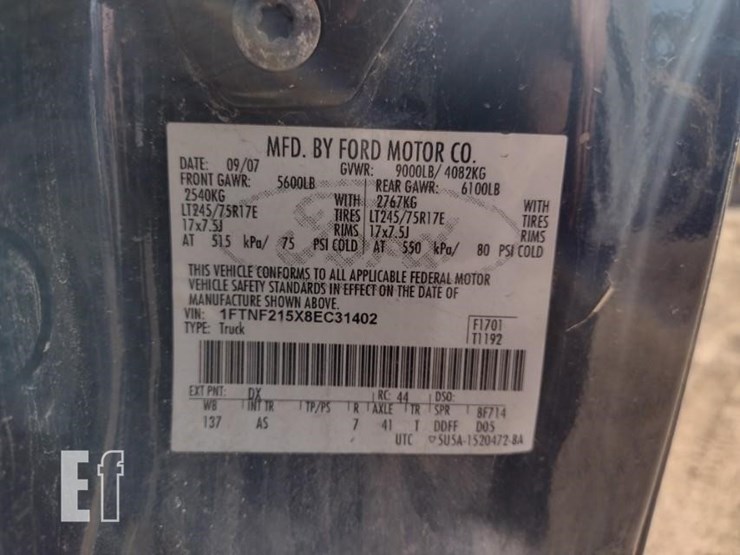 MFD. BY FORD MOTOR CO.
DATE: 09/07 GVWR: 9000LB/ 4082KG
FRONT GAWR: 5600LB REAR GAWR: 6100LB
2540KG WITH 2767KG WITH
LT245/75R17E TIRES LT245/75R17E TIRES
17x7.5J RIMS 17x7.5J RIMS
AT 515 kPa/ 75 PSI COLD AT 550 kPa/ 80 PSI COLD
THIS VEHICLE CONFORMS TO ALL APPLICABLE FEDERAL MOTOR
VEHICLE SAFETY STANDARDS IN EFFECT ON THE DATE OF
MANUFACTURE SHOWN ABOVE.
VIN: 1FTNF215X8EC31402 F1701
TYPE: Truck T1192
EXT PNT: DX RC: 44 DSO:
WB INT TR TP/PS R AXLE TR SPR 8F714
137 AS 7 41 T DDFF D05
UTC 5U5A-1520472-BA
Ef